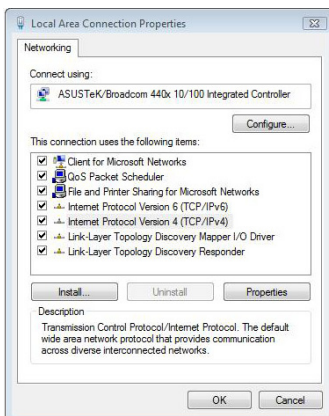 Local Area Connection Properties
Networking
Connect using:
ASUSTeK/Broadcom 440x 10/100 Integrated Controller
Configure...
This connection uses the following items:
Client for Microsoft Networks
QoS Packet Scheduler
File and Printer Sharing for Microsoft Networks
Internet Protocol Version 6 (TCP/IPv6)
Internet Protocol Version 4 (TCP/IPv4)
Link-Layer Topology Discovery Mapper I/O Driver
Link-Layer Topology Discovery Responder
Install... Uninstall Properties
Description
Transmission Control Protocol/Internet Protocol. The default
wide area network protocol that provides communication
across diverse interconnected networks.
OK Cancel